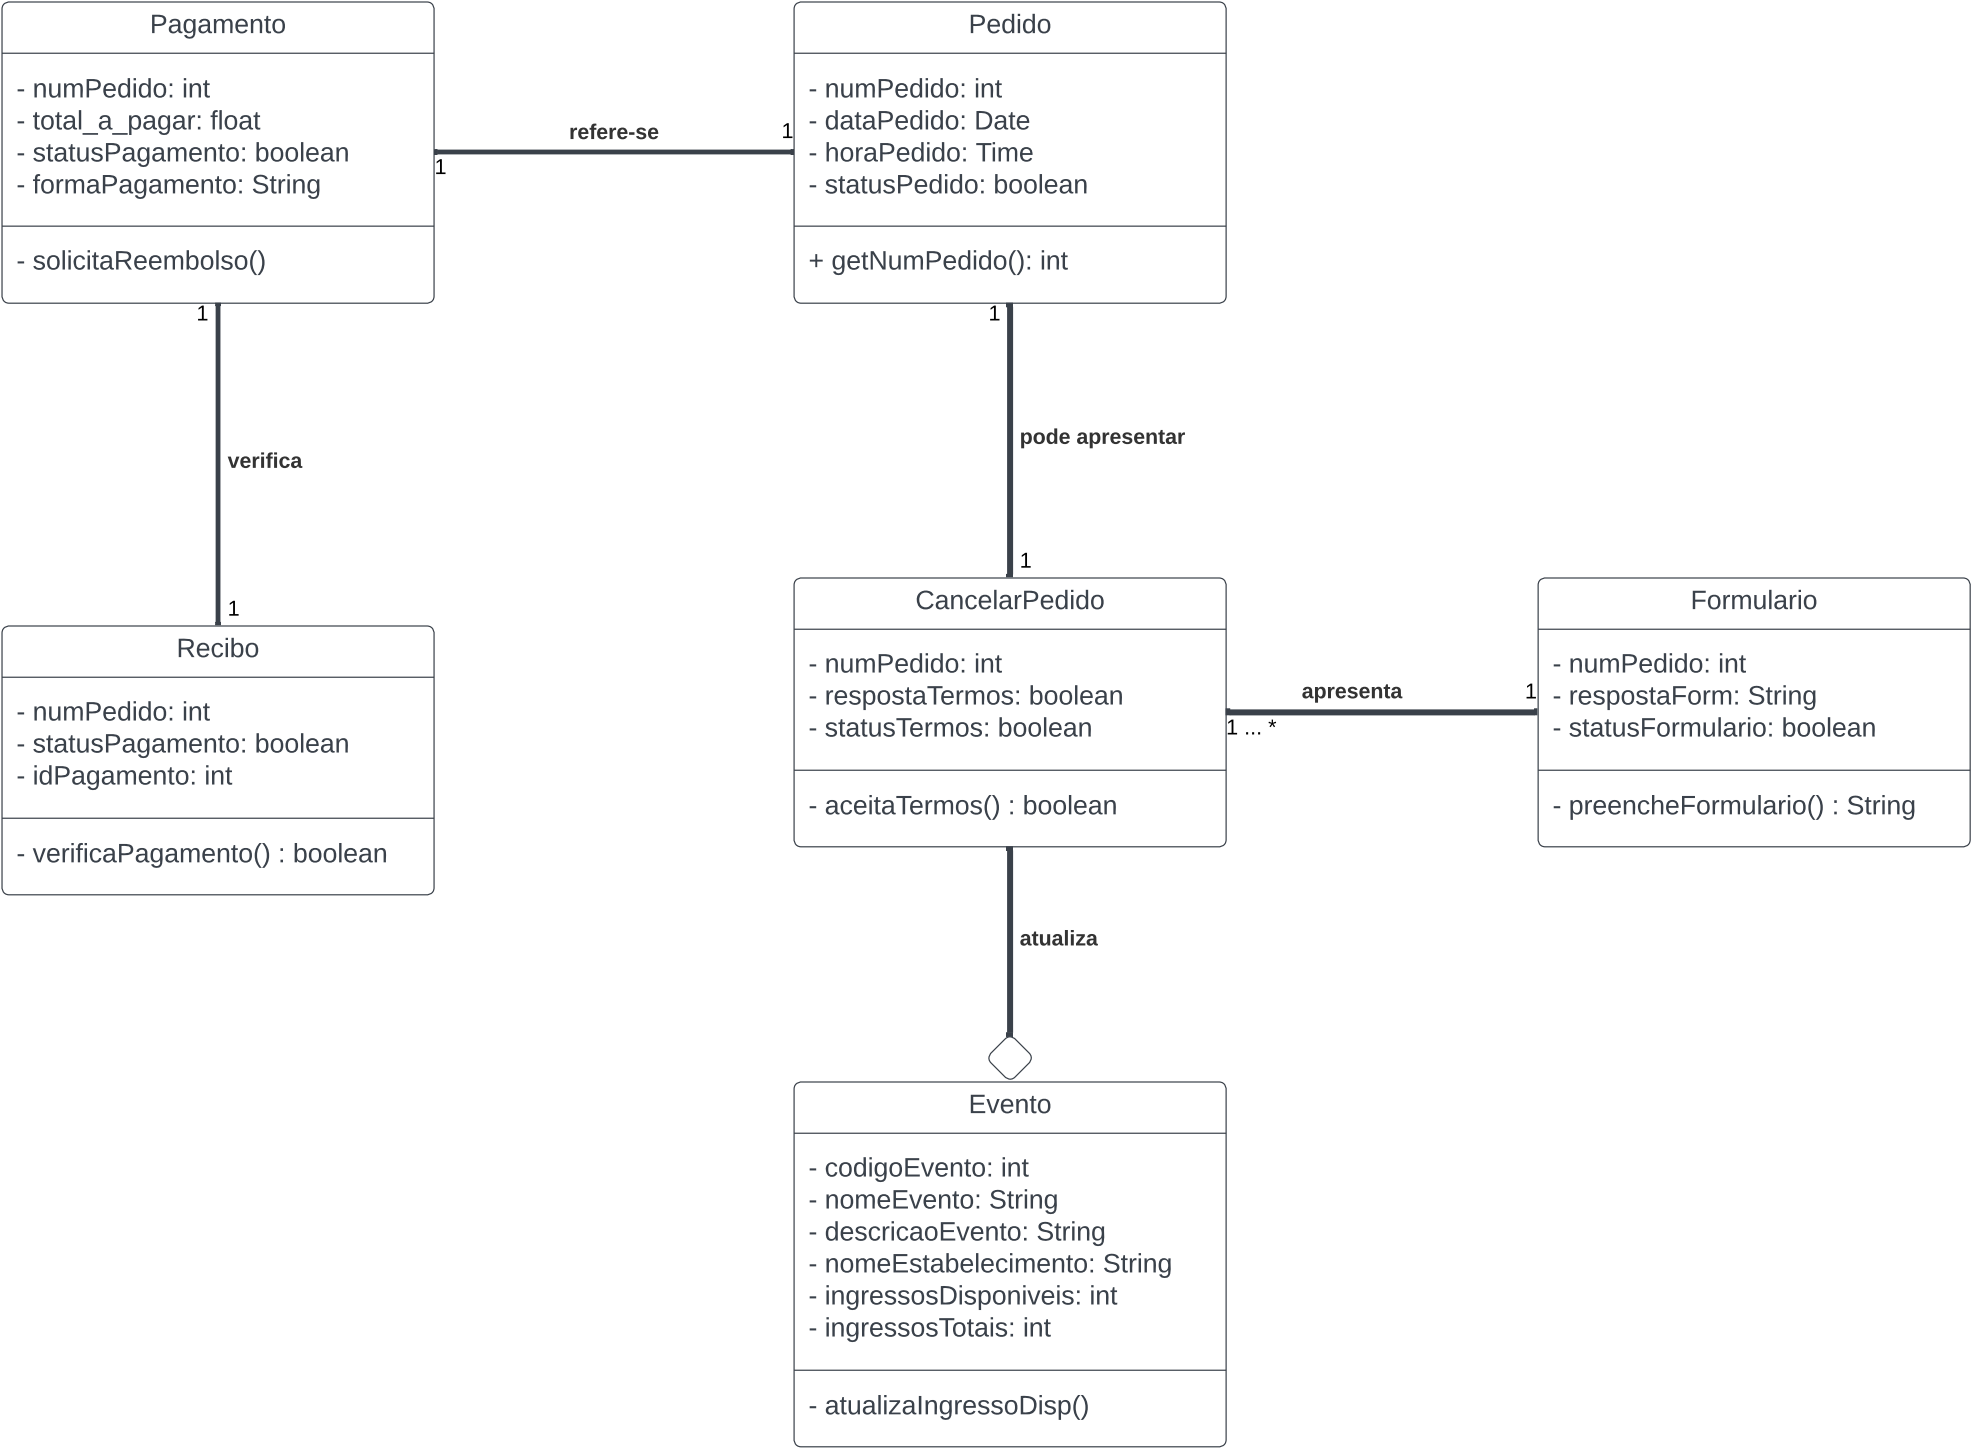 Pagamento
- numPedido: int
- total_a_pagar: float
- statusPagamento: boolean
- formaPagamento: String
- solicitaReembolso()
1
refere-se
1
Pedido
- numPedido: int
- dataPedido: Date
- horaPedido: Time
- statusPedido: boolean
+ getNumPedido(): int
1
verifica
1
1
pode apresentar
1
Recibo
- numPedido: int
- statusPagamento: boolean
- idPagamento: int
- verificaPagamento() : boolean
CancelarPedido
- numPedido: int
- respostaTermos: boolean
- statusTermos: boolean
- aceitaTermos() : boolean
apresenta
1
1 ... *
Formulario
- numPedido: int
- respostaForm: String
- statusFormulario: boolean
- preencheFormulario() : String
atualiza
Evento
- codigoEvento: int
- nomeEvento: String
- descricaoEvento: String
- nomeEstabelecimento: String
- ingressosDisponiveis: int
- ingressosTotais: int
- atualizaIngressoDisp()